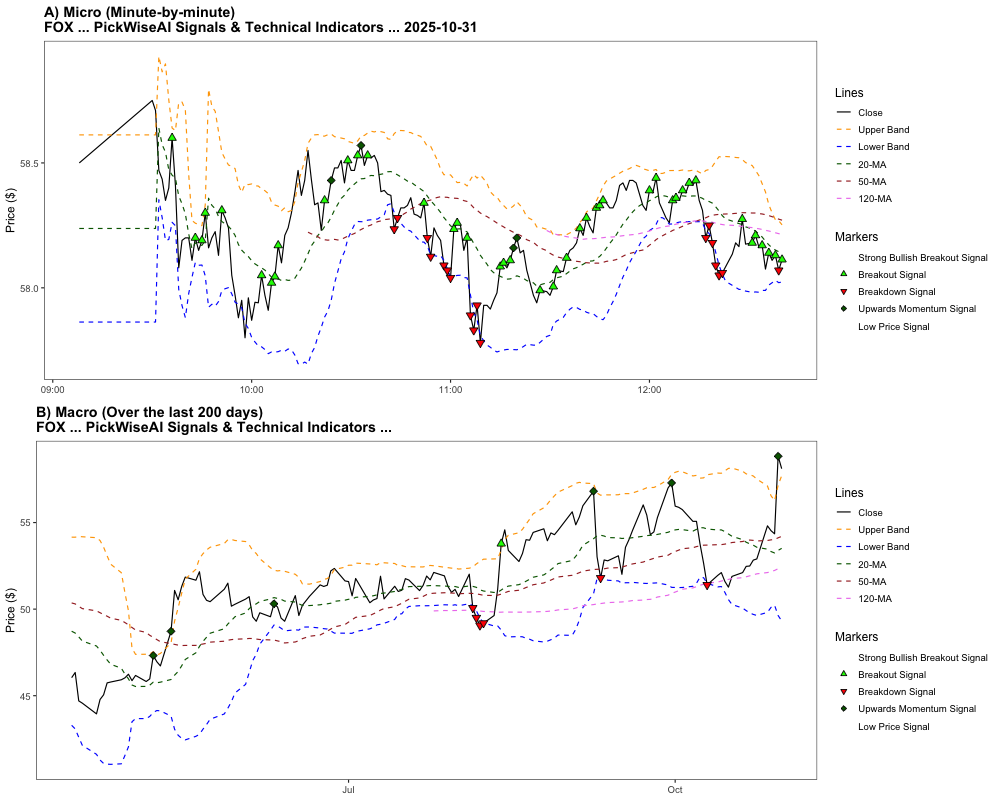 A) Micro (Minute-by-minute)
FOX ... PickWiseAI Signals & Technical Indicators ... 2025-10-31
Price ($)
58.5
58.0
09:00
10:00
11:00
12:00
Lines
Close
Upper Band
Lower Band
20-MA
50-MA
120-MA
Markers
Strong Bullish Breakout Signal
Breakout Signal
Breakdown Signal
Upwards Momentum Signal
Low Price Signal
B) Macro (Over the last 200 days)
FOX ... PickWiseAI Signals & Technical Indicators ...
Price ($)
55
50
45
Jul
Oct
Lines
Close
Upper Band
Lower Band
20-MA
50-MA
120-MA
Markers
Strong Bullish Breakout Signal
Breakout Signal
Breakdown Signal
Upwards Momentum Signal
Low Price Signal